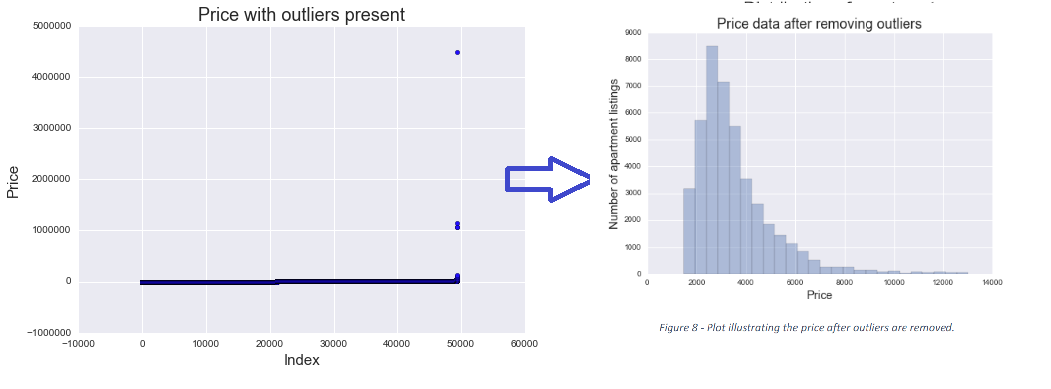 Price with outliers present
5000000
4000000
3000000
2000000
1000000
0
−1000000
Price
−10000 0 10000 20000 30000 40000 50000 60000
Index
Price data after removing outliers
9000
8000
7000
6000
5000
4000
3000
2000
1000
0
Number of apartment listings
0 2000 4000 6000 8000 10000 12000 14000
Price
Figure 8 - Plot illustrating the price after outliers are removed.